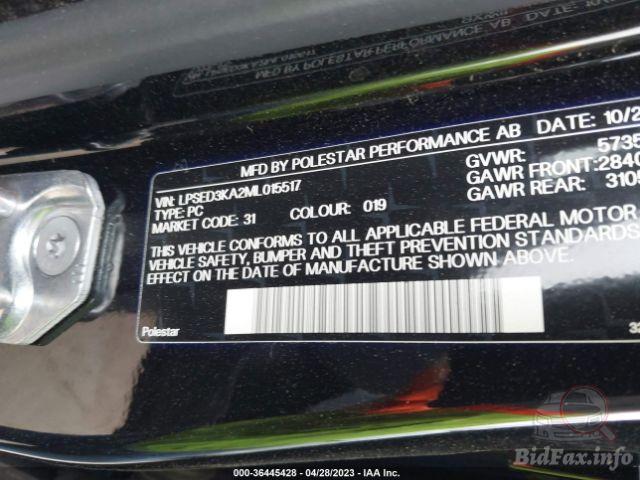 MFD BY POLESTAR PERFORMANCE AB DATE: 10/2
VIN: LPSED3KA2ML015517 GVWR: 5735
TYPE: PC GAWR FRONT: 2840
MARKET CODE: 31 COLOUR: 019 GAWR REAR: 3105
THIS VEHICLE CONFORMS TO ALL APPLICABLE FEDERAL MOTOR
VEHICLE SAFETY, BUMPER AND THEFT PREVENTION STANDARDS
EFFECT ON THE DATE OF MANUFACTURE SHOWN ABOVE.
Polestar
BidFax.info
(www.bidfax.info) - 36445428 - 04/28/2023 - IAA Inc.